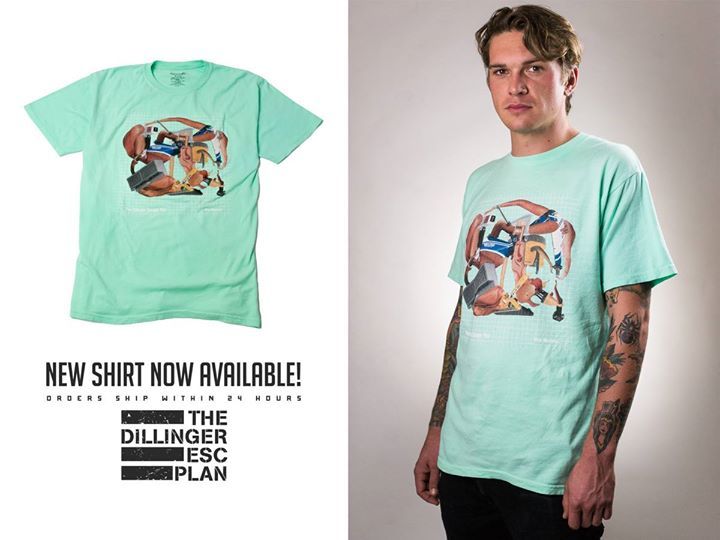 NEW SHIRT NOW AVAILABLE!
ORDERS SHIP WITHIN 24 HOURS
THE
DILLINGER
ESC
PLAN